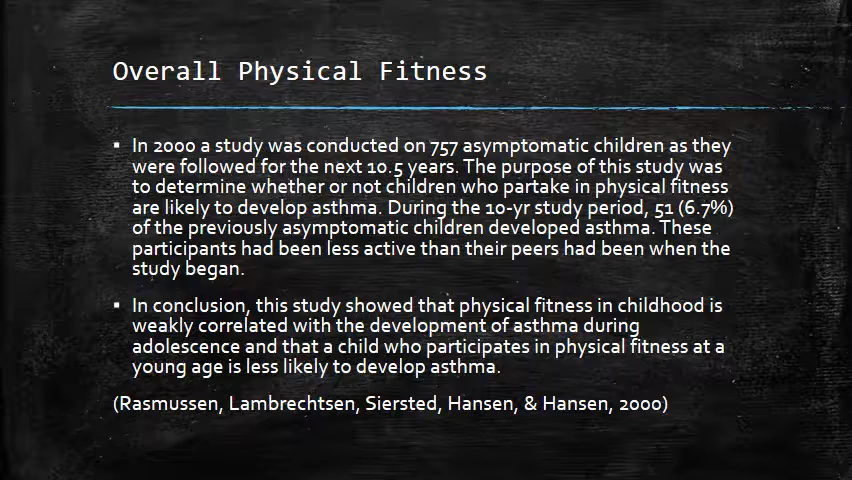 Overall Physical Fitness
▪ In 2000 a study was conducted on 757 asymptomatic children as they
were followed for the next 10.5 years. The purpose of this study was
to determine whether or not children who partake in physical fitness
are likely to develop asthma. During the 10-yr study period, 51 (6.7%)
of the previously asymptomatic children developed asthma. These
participants had been less active than their peers had been when the
study began.
▪ In conclusion, this study showed that physical fitness in childhood is
weakly correlated with the development of asthma during
adolescence and that a child who participates in physical fitness at a
young age is less likely to develop asthma.
(Rasmussen, Lambrechtsen, Siersted, Hansen, & Hansen, 2000)